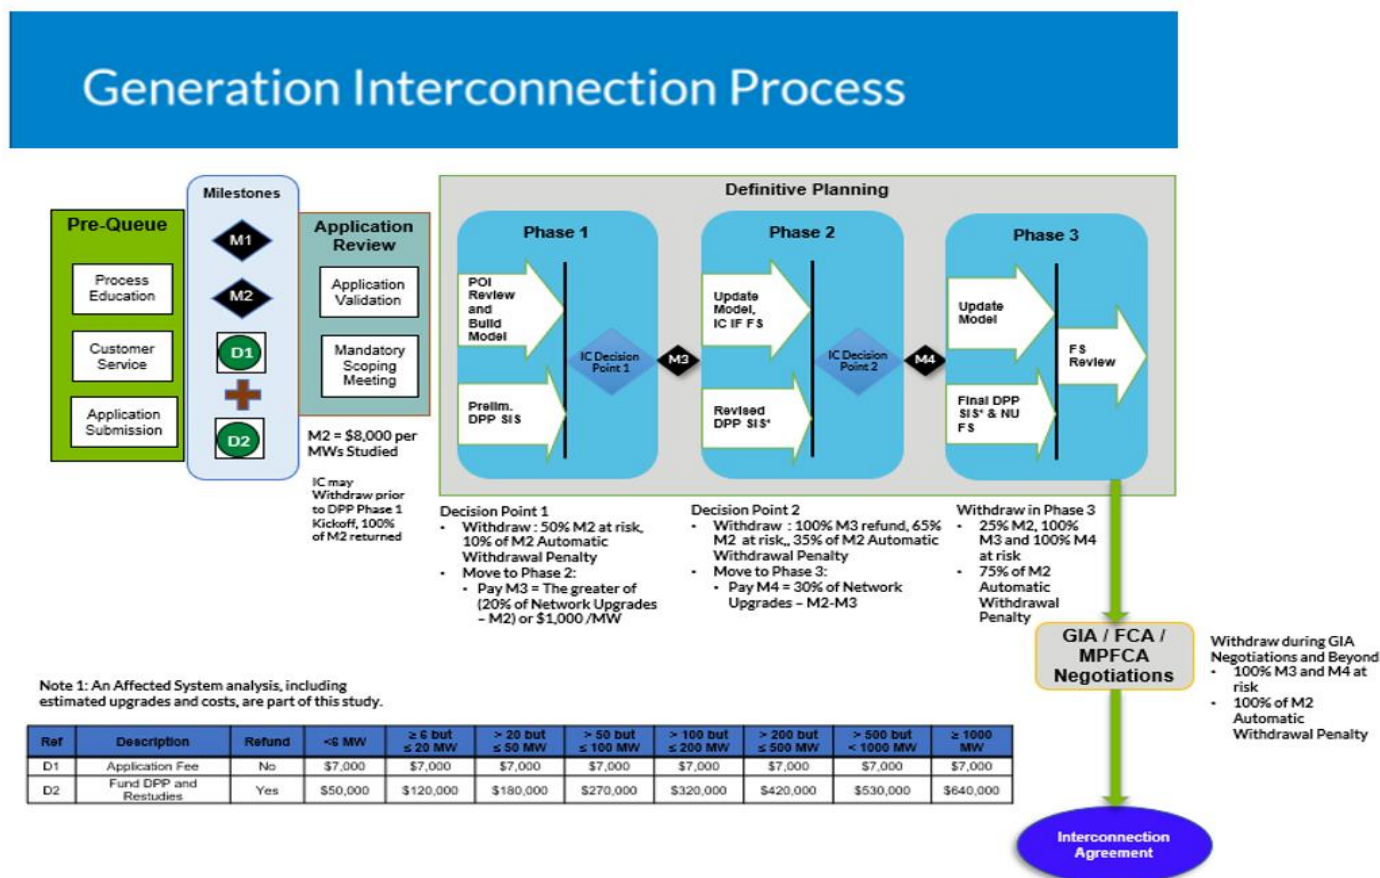 Generation Interconnection Process
Pre-Queue
Process
Education
Customer
Service
Application
Submission
Milestones
M1
M2
D1
D2
Application
Review
Application
Validation
Mandatory
Scoping
Meeting
M2 = $8,000 per
MWs Studied
IC may
Withdraw prior
to DPP Phase 1
Kickoff, 100%
of M2 returned
Definitive Planning
Phase 1
POI
Review
and
Build
Model
Prelim.
DPP SIS
IC Decision
Point 1
M3
Phase 2
Update
Model,
IC IF FS
Revised
DPP SIS*
IC Decision
Point 2
M4
Phase 3
Update
Model
Final DPP
SIS* & NU
FS
FS
Review
Decision Point 1
• Withdraw : 50% M2 at risk,
10% of M2 Automatic
Withdrawal Penalty
• Move to Phase 2:
• Pay M3 = The greater of
(20% of Network Upgrades
– M2) or $1,000 /MW
Decision Point 2
• Withdraw : 100% M3 refund, 65%
M2 at risk,, 35% of M2 Automatic
Withdrawal Penalty
• Move to Phase 3:
• Pay M4 = 30% of Network
Upgrades – M2-M3
Withdraw in Phase 3
• 25% M2, 100%
M3 and 100% M4
at risk
• 75% of M2
Automatic
Withdrawal
Penalty
GIA / FCA /
MPFCA
Negotiations
Withdraw during GIA
Negotiations and Beyond
• 100% M3 and M4 at
risk
• 100% of M2
Automatic
Withdrawal Penalty
Note 1: An Affected System analysis, including
estimated upgrades and costs, are part of this study.
Ref Description Refund <6 MW ≥ 6 but ≤ 20 MW > 20 but ≤ 50 MW > 50 but ≤ 100 MW > 100 but ≤ 200 MW > 200 but ≤ 500 MW > 500 but < 1000 MW ≥ 1000 MW
D1 Application Fee No $7,000 $7,000 $7,000 $7,000 $7,000 $7,000 $7,000 $7,000
D2 Fund DPP and Restudies Yes $50,000 $120,000 $180,000 $270,000 $320,000 $420,000 $530,000 $640,000
Interconnection
Agreement